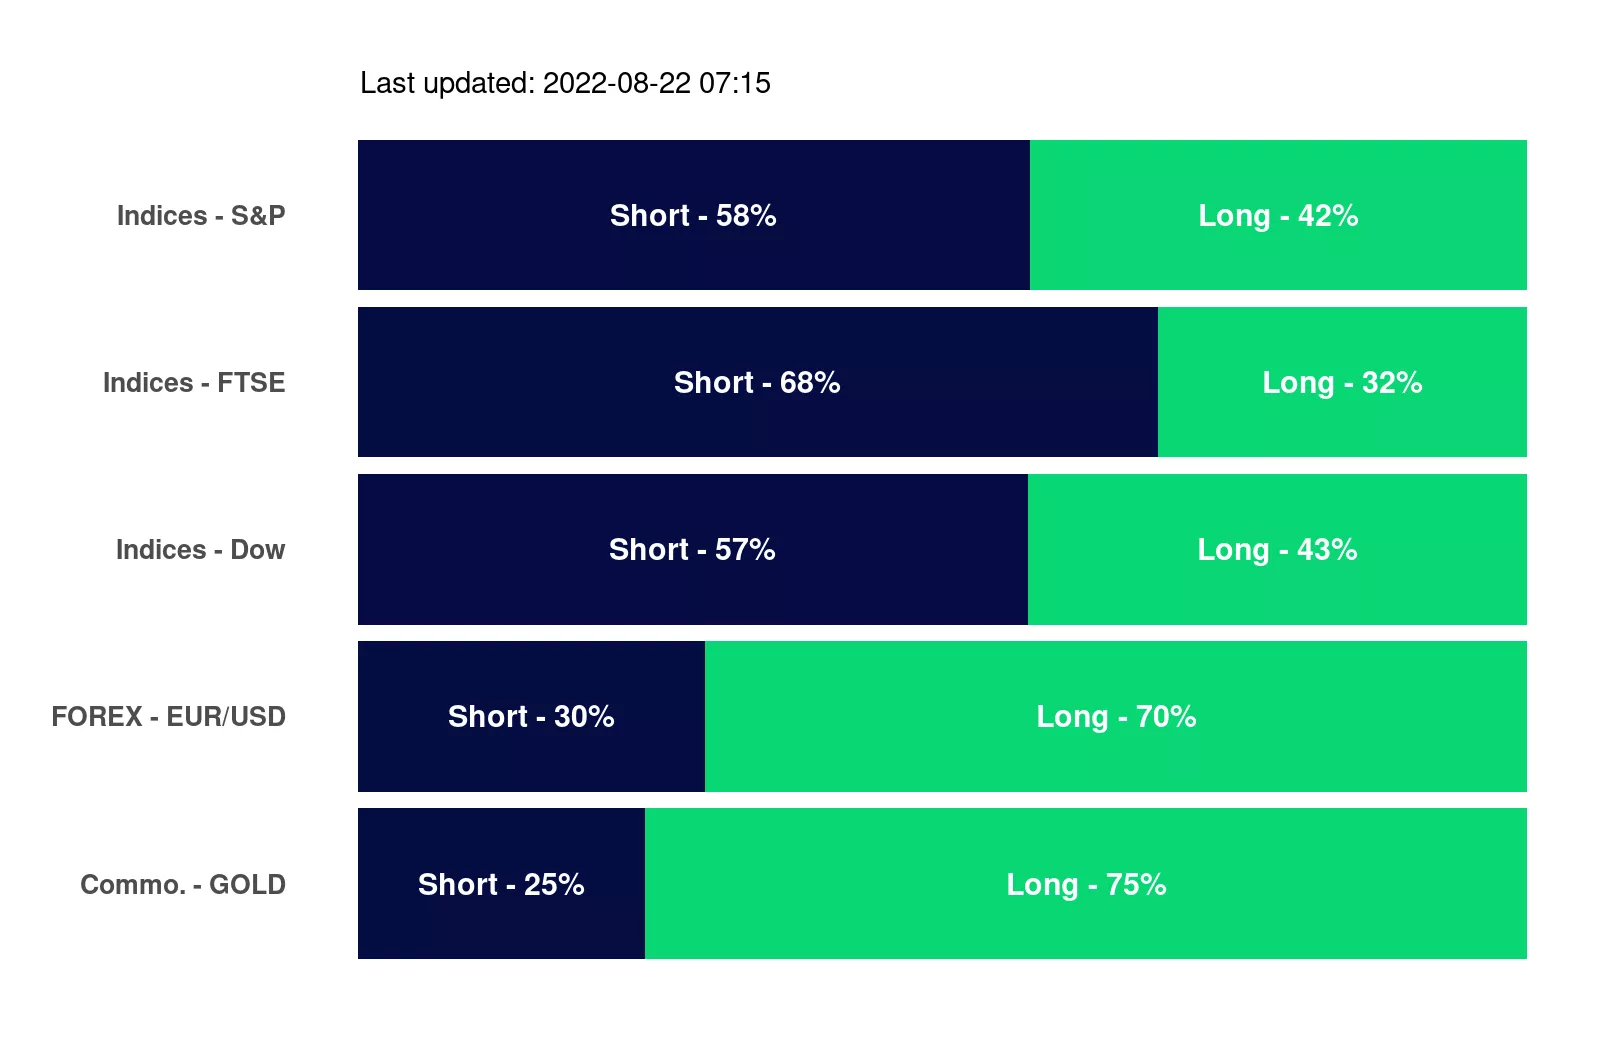 Last updated: 2022-08-22 07:15
Indices - S&P Short - 58% Long - 42%
Indices - FTSE Short - 68% Long - 32%
Indices - Dow Short - 57% Long - 43%
FOREX - EUR/USD Short - 30% Long - 70%
Commo. - GOLD Short - 25% Long - 75%